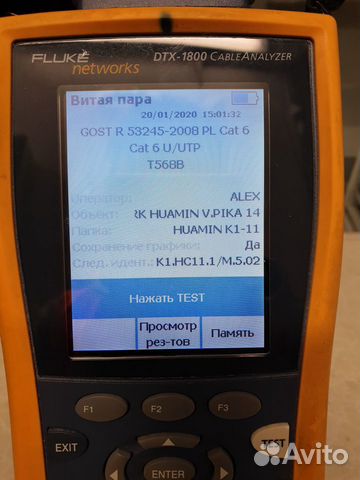 FLUKE networks
DTX-1800 CABLEANALYZER
Витая пара
20/01/2020 15:01:32
GOST R 53245-2008 PL Cat 6
Cat 6 U/UTP
T568B
Оператор: ALEX
Объект: RK HUAMIN V.PIKA 14
Папка: HUAMIN K1-11
Сохранение графики: Да
След. идент.: K1.HC11.1/M.5.02
Нажать TEST
Просмотр рез-тов
Память
F1 F2 F3
EXIT
TEST
ENTER
Avito